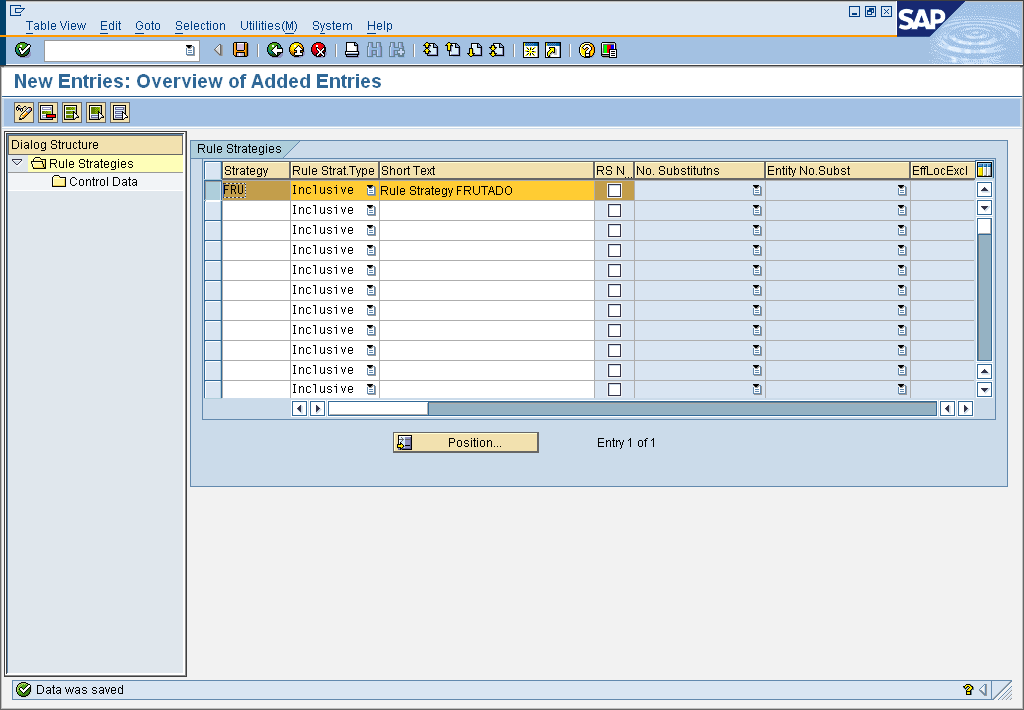 Table View Edit Goto Selection Utilities(M) System Help
SAP
New Entries: Overview of Added Entries
Dialog Structure
Rule Strategies
Control Data
Rule Strategies
Strategy Rule Strat.Type Short Text RS N... No. Substitutns Entity No.Subst EffLocExcl
FRU Inclusive Rule Strategy FRUTADO
Inclusive
Inclusive
Inclusive
Inclusive
Inclusive
Inclusive
Inclusive
Inclusive
Inclusive
Inclusive
Position... Entry 1 of 1
Data was saved